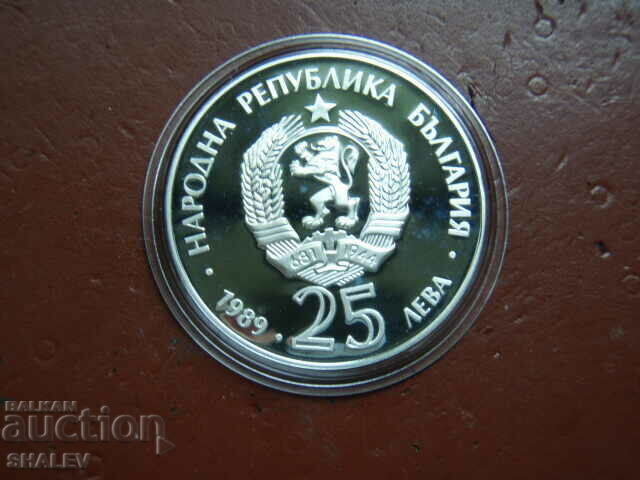 · НАРОДНА РЕПУБЛИКА БЪЛГАРИЯ ·
681 1944
1989 · 25 ЛЕВА
BALKAN
auction
SHALEV